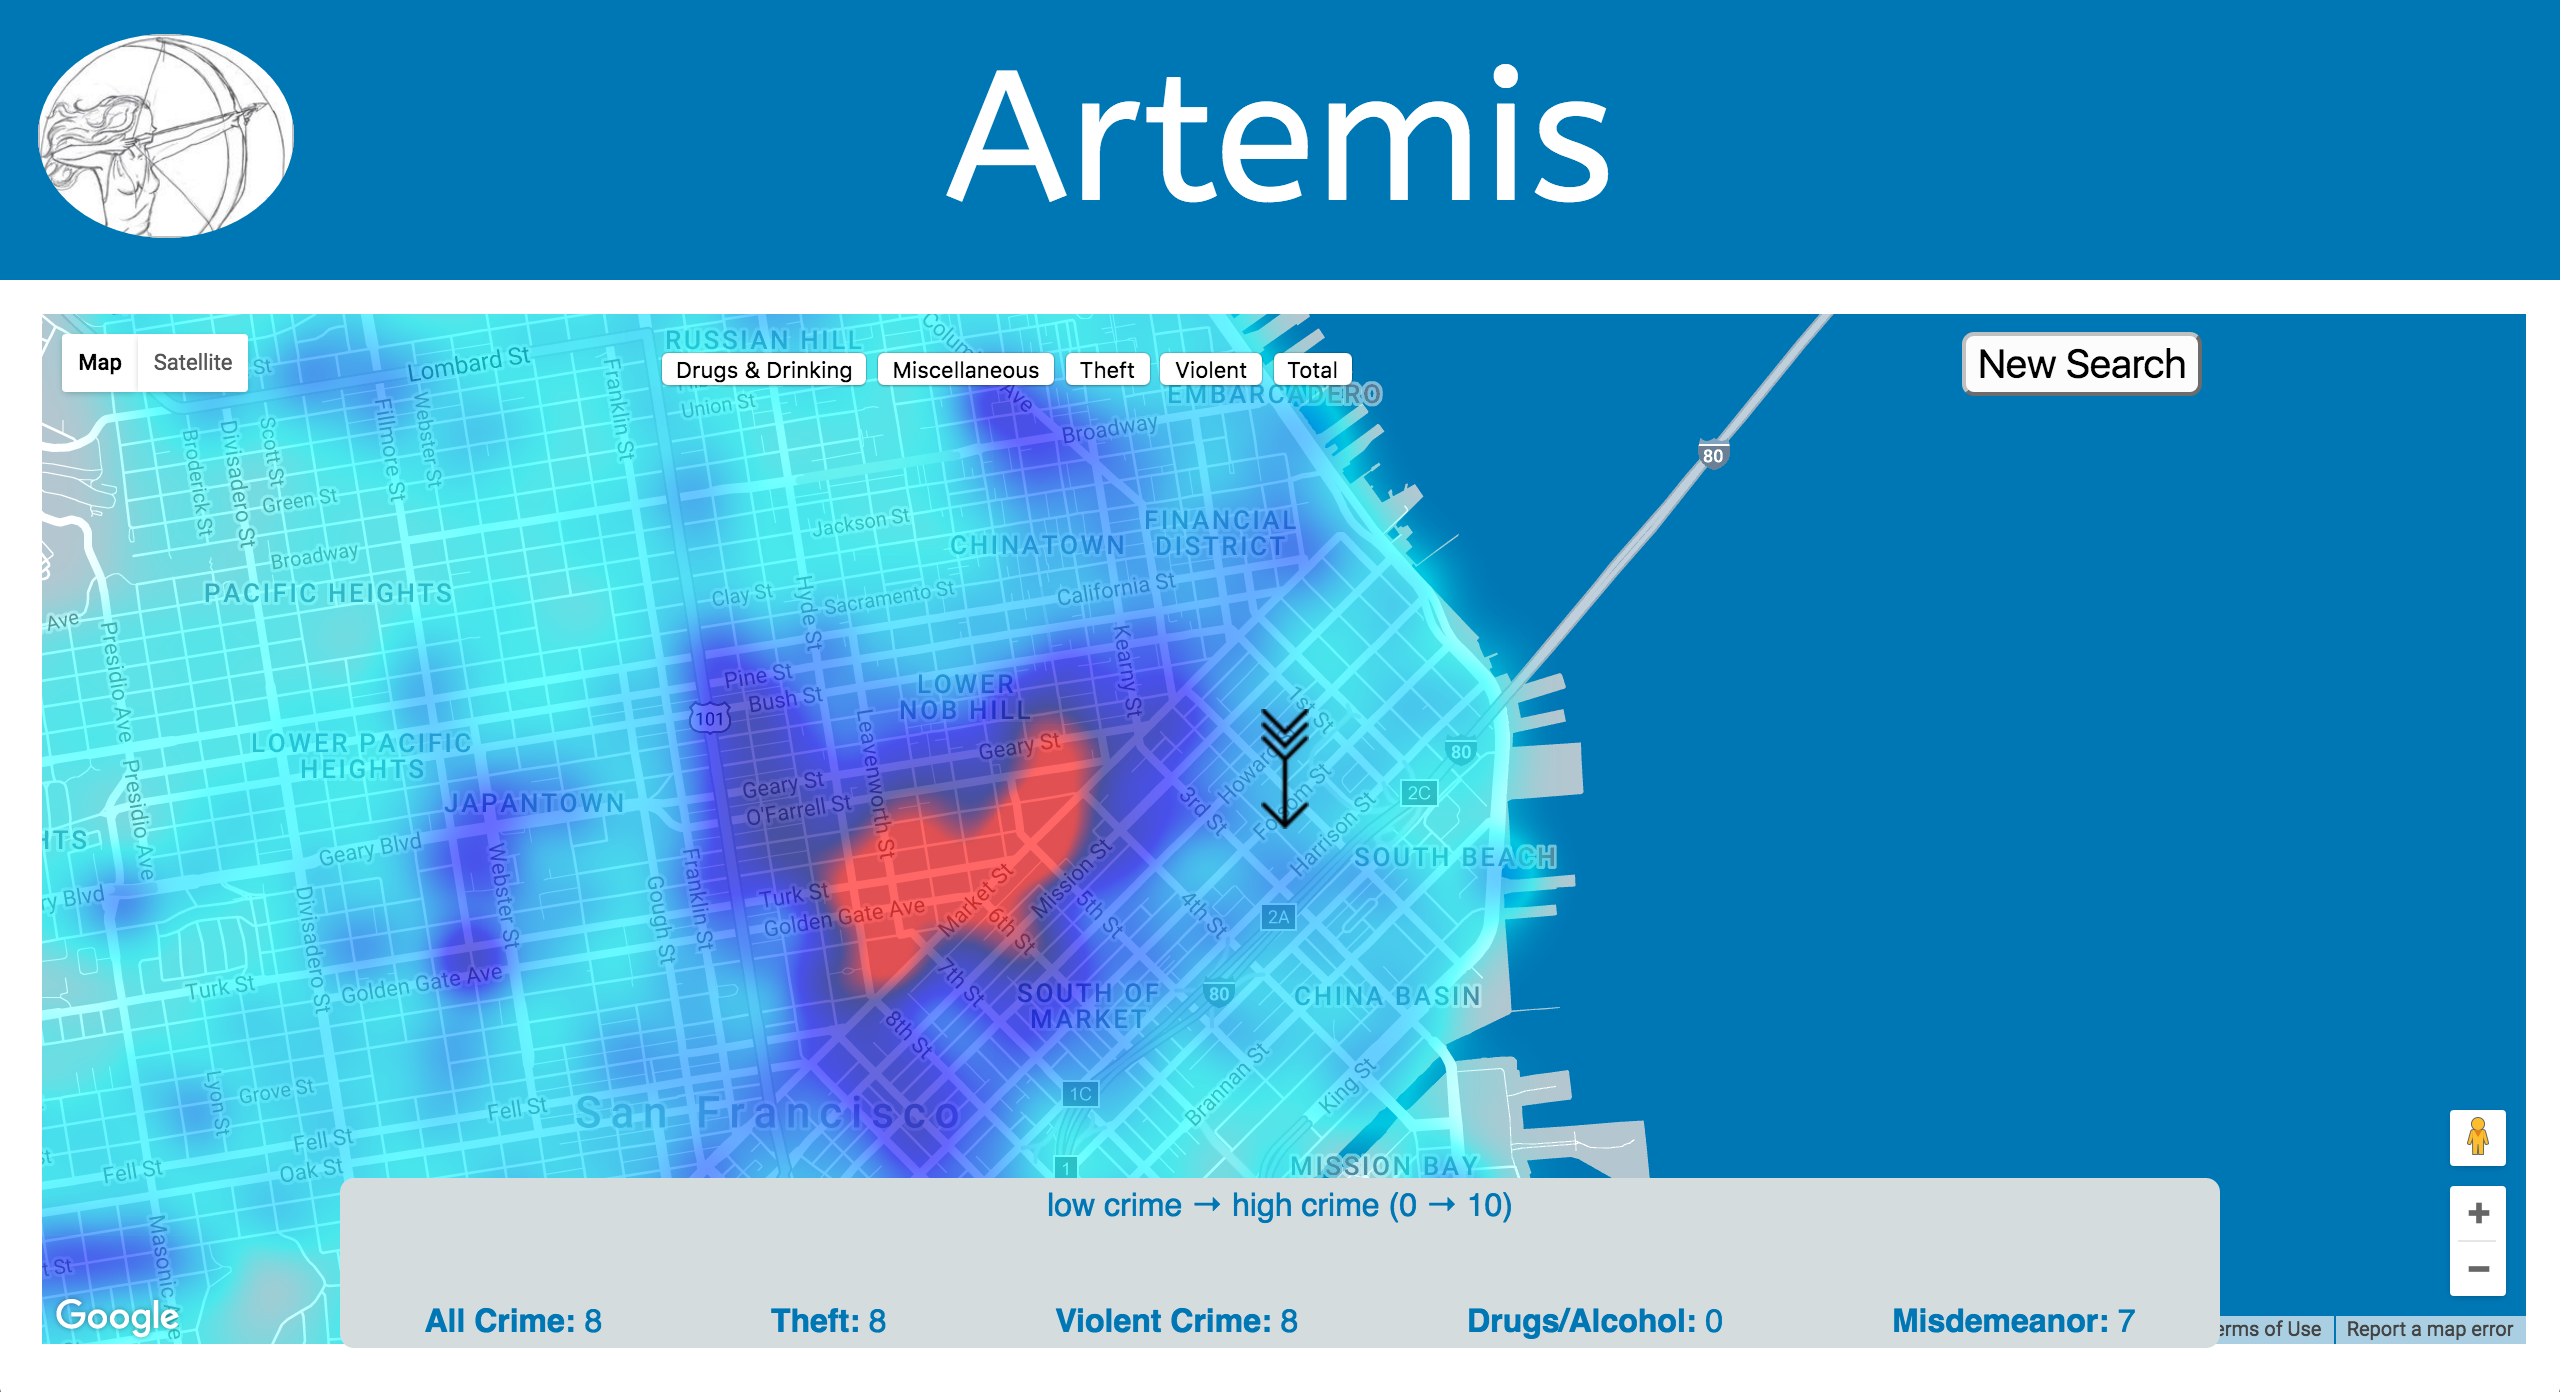 Artemis
Map
Satellite
New Search
RUSSIAN HILL
Drugs & Drinking
Miscellaneous
Theft
Violent
Total
St
Lombard St
Franklin St
Union St
Ave
EMBARCADERO
Broadway
80
Fillmore St
Webster St
Broderick St
Divisadero St
Scott St
Green St
Broadway
Jackson St
FINANCIAL
DISTRICT
CHINATOWN
PACIFIC HEIGHTS
Clay St
Hyde St
Sacramento St
California St
Ave
Presidio Ave
Kearny St
Pine St
Bush St
LOWER
NOB HILL
101
Leavenworth St
Geary St
1st St
Howard
Folsom St
80
LOWER PACIFIC
HEIGHTS
Presidio Ave
Geary St
O'Farrell St
3rd St
Harrison St
2C
JAPANTOWN
HTS
Geary Blvd
Webster St
Franklin St
Gough St
SOUTH BEACH
ry Blvd
Divisadero St
Turk St
Golden Gate Ave
Market St
6th St
Mission St
5th St
4th St
2A
Turk St
Golden Gate Ave
7th St
8th St
SOUTH OF
MARKET
80
CHINA BASIN
Lyon St
Grove St
Fell St
San Francisco
1C
Brannan St
King St
Fell St
Fell St
Oak St
1
MISSION BAY
Masonic Ave
t St
low crime → high crime (0 → 10)
All Crime: 8
Theft: 8
Violent Crime: 8
Drugs/Alcohol: 0
Misdemeanor: 7
Google
erms of Use
Report a map error